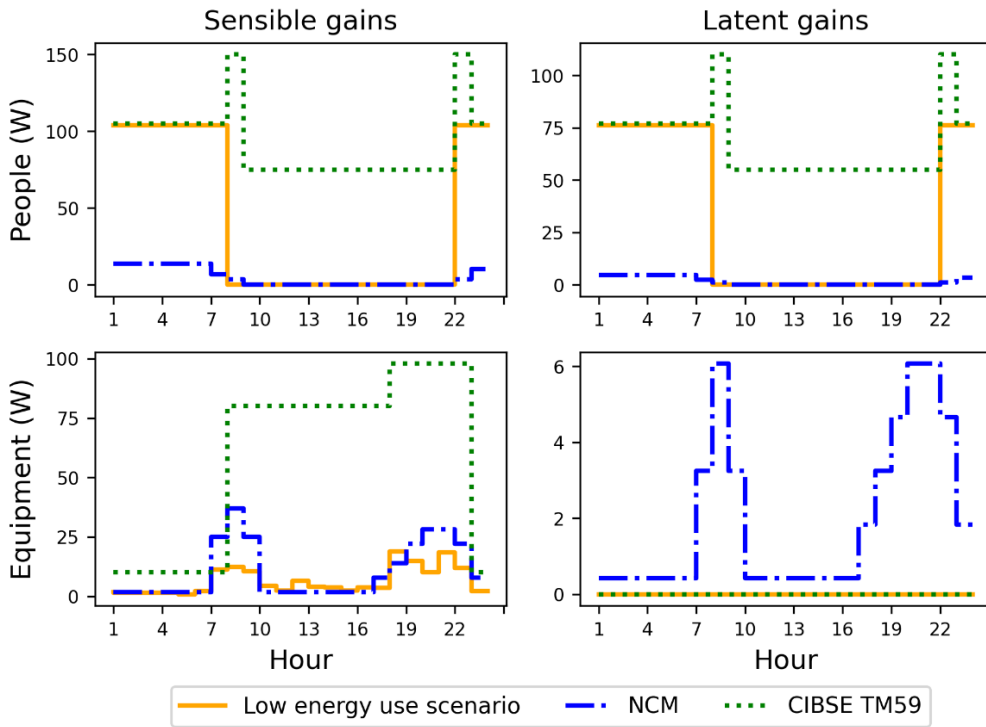 Sensible gains
Latent gains
People (W)
150
100
50
0
1 4 7 10 13 16 19 22
100
75
50
25
0
1 4 7 10 13 16 19 22
Equipment (W)
100
75
50
25
0
1 4 7 10 13 16 19 22
Hour
6
4
2
0
1 4 7 10 13 16 19 22
Hour
Low energy use scenario NCM CIBSE TM59